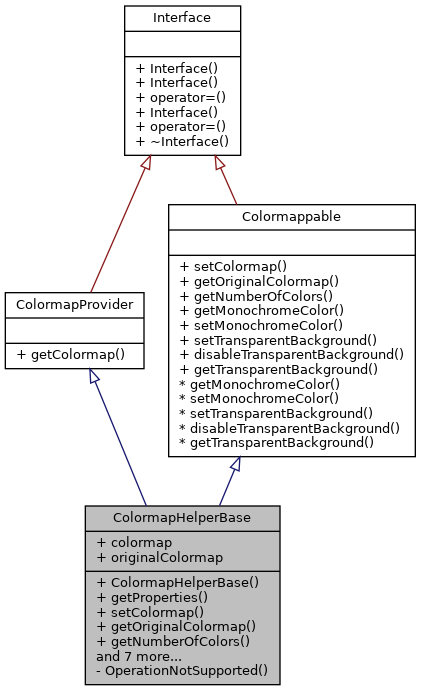 Interface
+ Interface()
+ Interface()
+ operator=()
+ Interface()
+ operator=()
+ ~Interface()
Colormappable
+ setColormap()
+ getOriginalColormap()
+ getNumberOfColors()
+ getMonochromeColor()
+ setMonochromeColor()
+ setTransparentBackground()
+ disableTransparentBackground()
+ getTransparentBackground()
* getMonochromeColor()
* setMonochromeColor()
* setTransparentBackground()
* disableTransparentBackground()
* getTransparentBackground()
ColormapProvider
+ getColormap()
ColormapHelperBase
+ colormap
+ originalColormap
+ ColormapHelperBase()
+ getProperties()
+ setColormap()
+ getOriginalColormap()
+ getNumberOfColors()
and 7 more...
- OperationNotSupported()